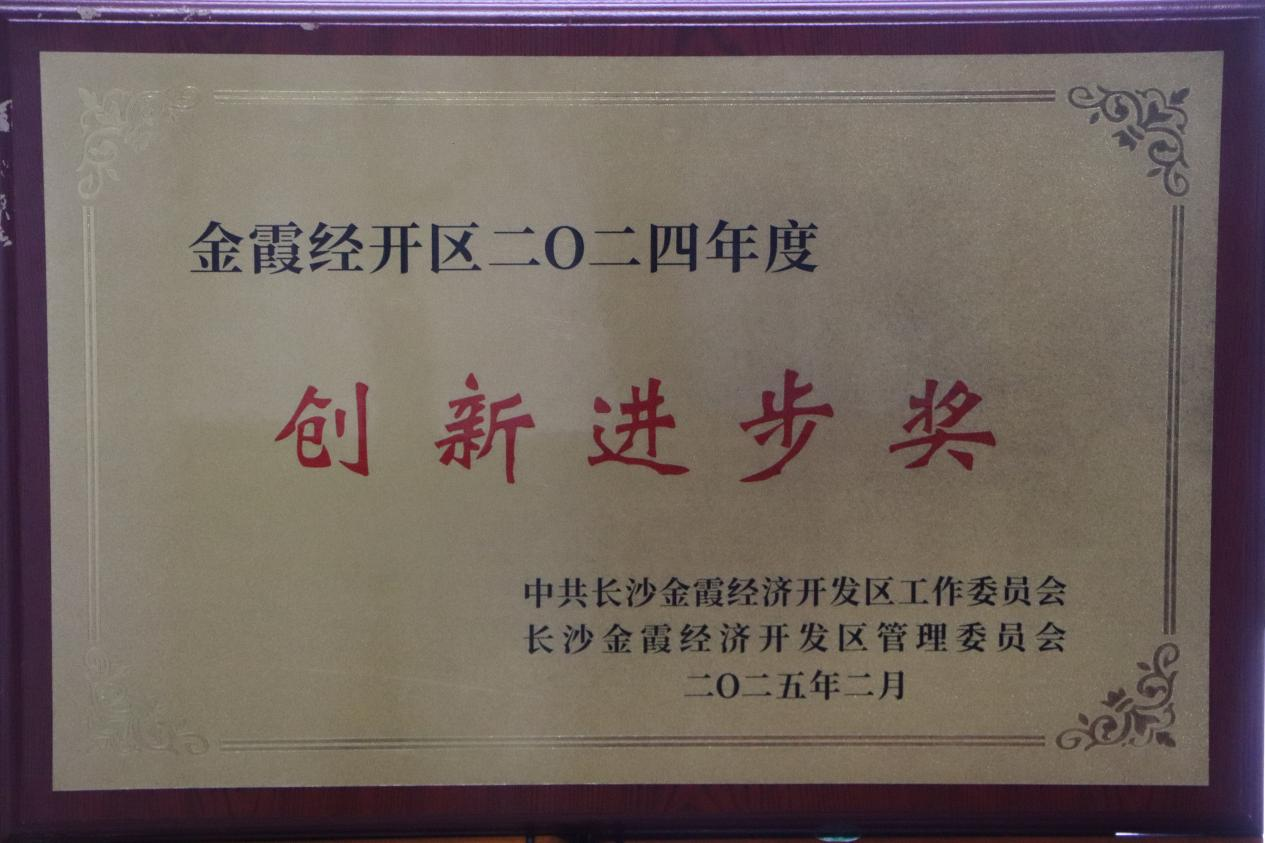 金霞经开区二O二四年度
创新进步奖
中共长沙金霞经济开发区工作委员会
长沙金霞经济开发区管理委员会
二O二五年二月